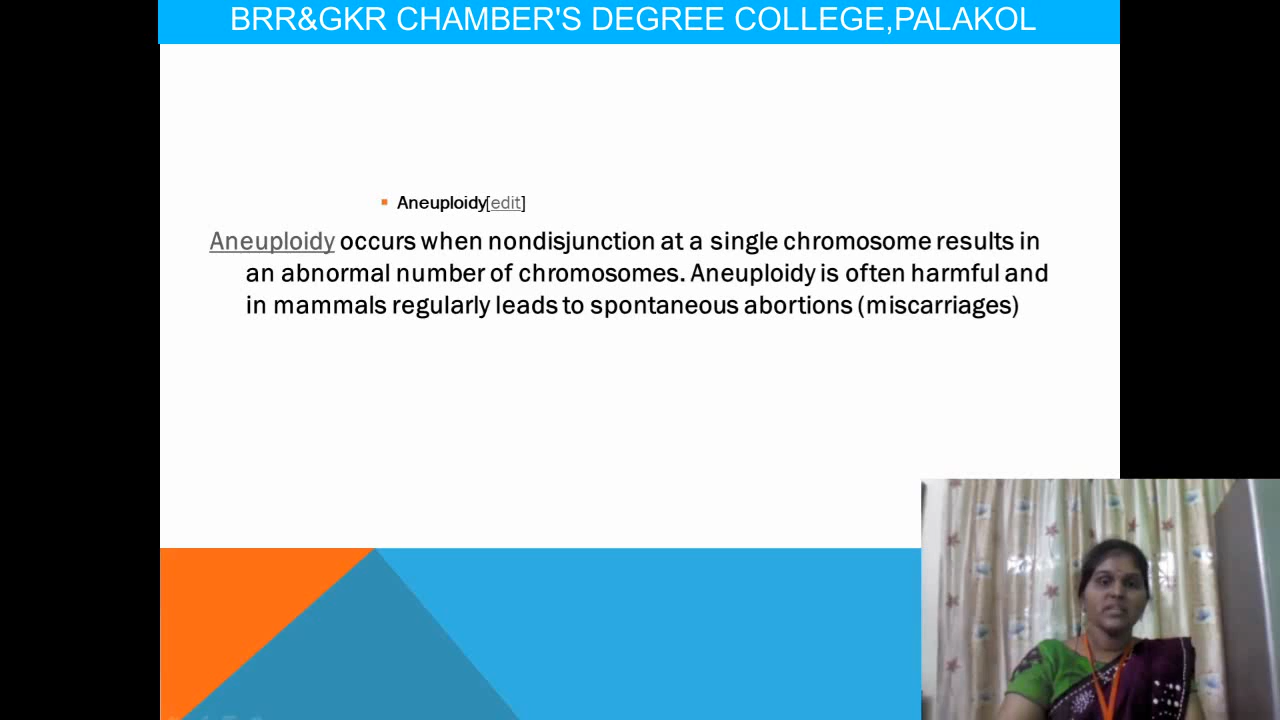 BRR&GKR CHAMBER'S DEGREE COLLEGE,PALAKOL
Aneuploidy[edit]
Aneuploidy occurs when nondisjunction at a single chromosome results in
an abnormal number of chromosomes. Aneuploidy is often harmful and
in mammals regularly leads to spontaneous abortions (miscarriages)